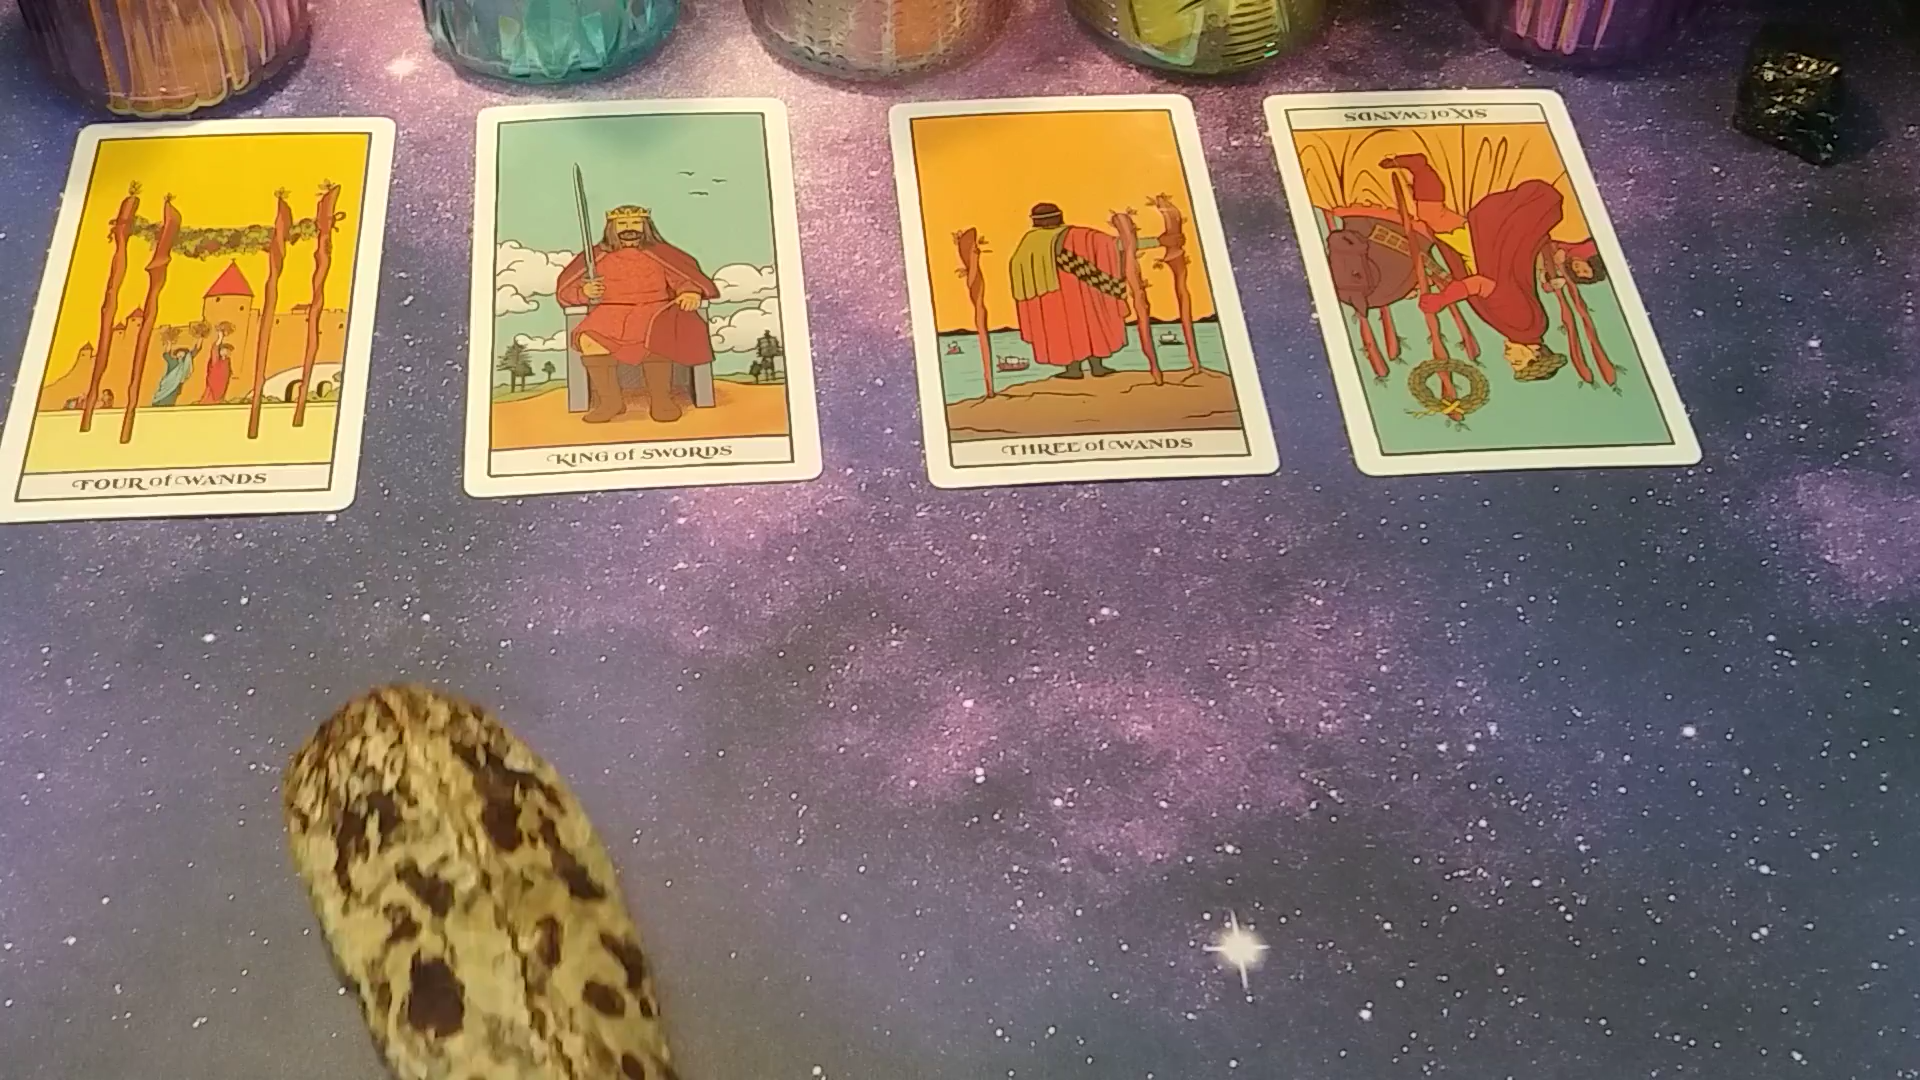 FOUR of WANDS
KING of SWORDS
THREE of WANDS
SIX of WANDS